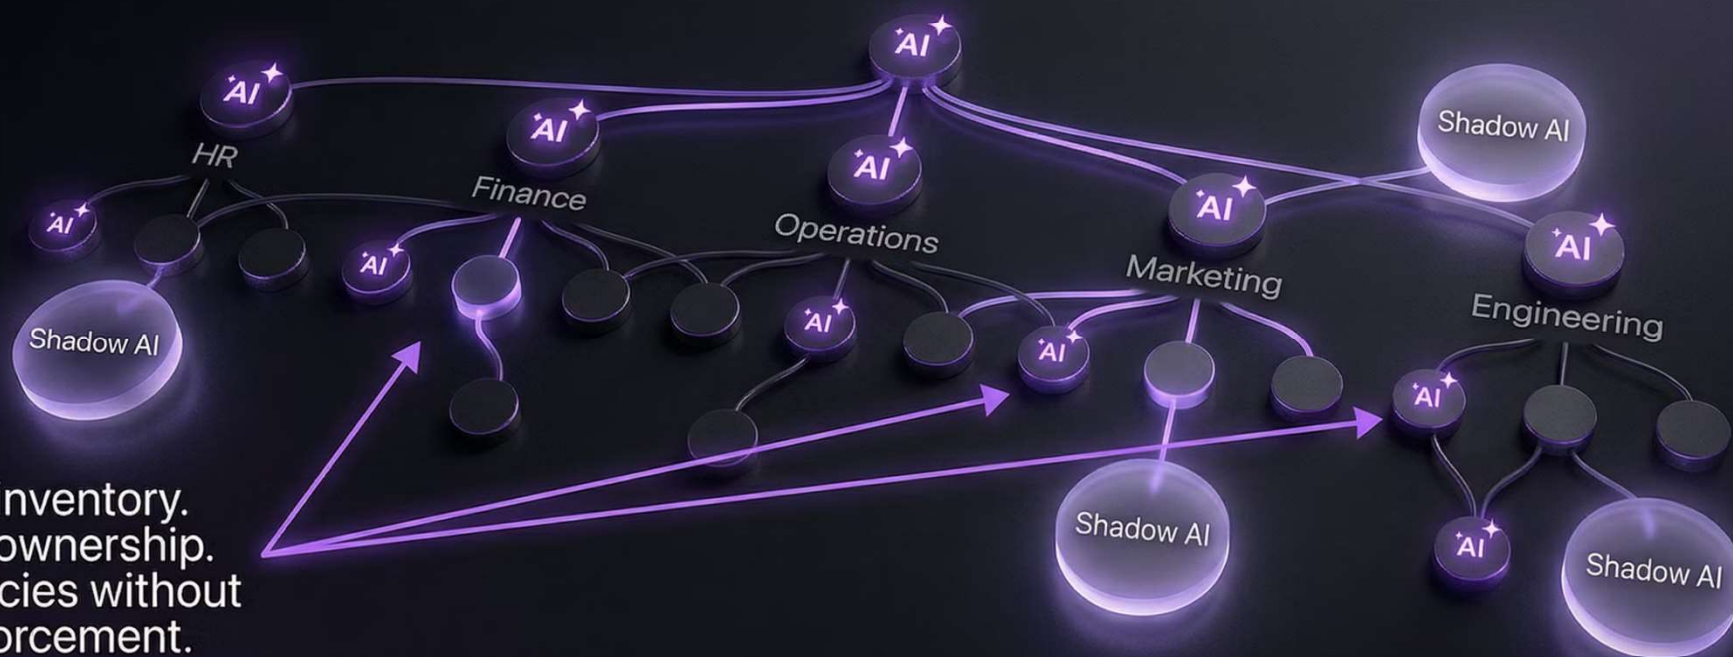 AI
AI
AI
AI
AI
AI
HR
Finance
Operations
Marketing
Engineering
Shadow AI
AI
AI
AI
AI
AI
AI
Shadow AI
Shadow AI
Shadow AI
nventory.
ownership.
cies without
orcement.